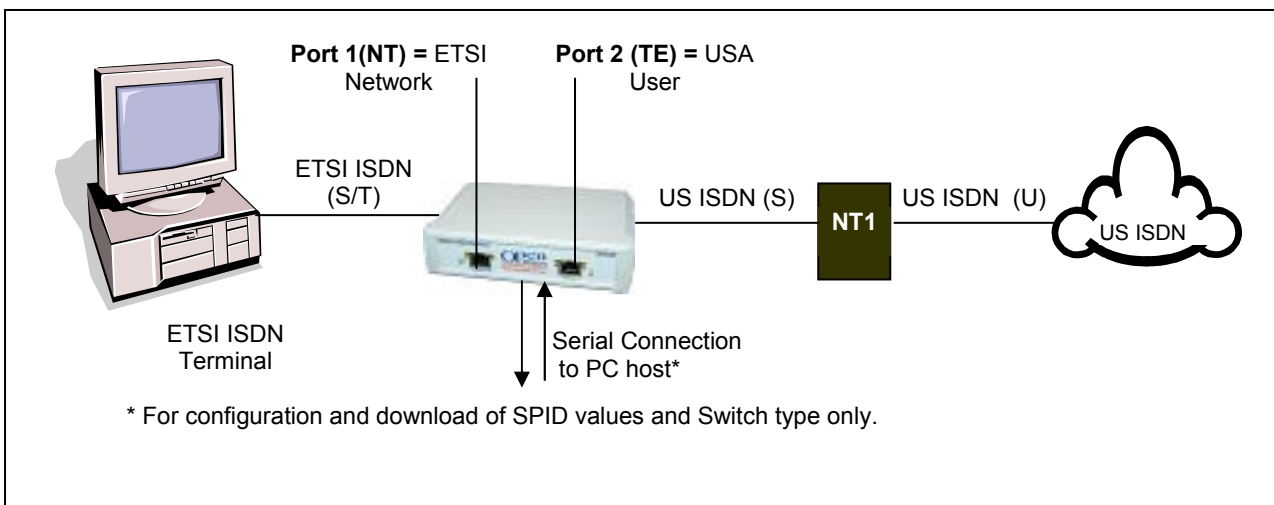 Port 1(NT) = ETSI
Network
Port 2 (TE) = USA
User
ETSI ISDN
(S/T)
US ISDN (S)
NT1
US ISDN (U)
US ISDN
ETSI ISDN
Terminal
Serial Connection
to PC host*
* For configuration and download of SPID values and Switch type only.